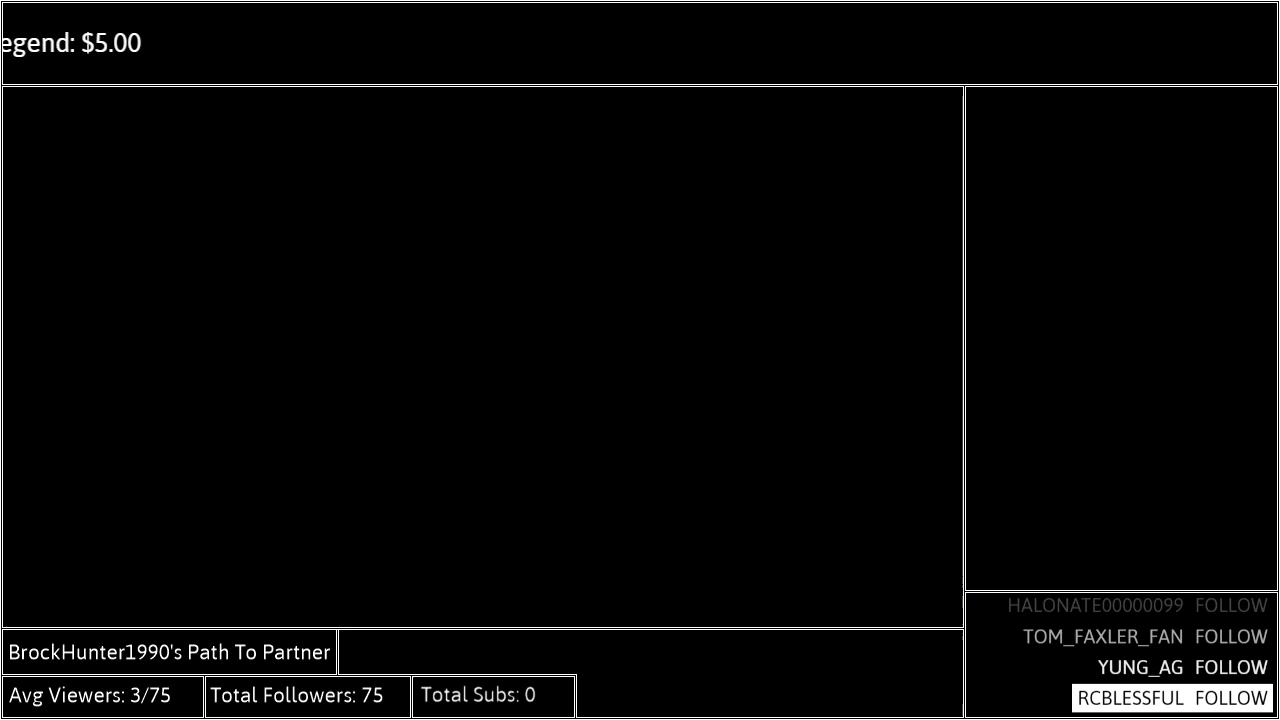 egend: $5.00
HALONATE00000099 FOLLOW
TOM_FAXLER_FAN FOLLOW
YUNG_AG FOLLOW
RCBLESSFUL FOLLOW
BrockHunter1990's Path To Partner
Avg Viewers: 3/75
Total Followers: 75
Total Subs: 0